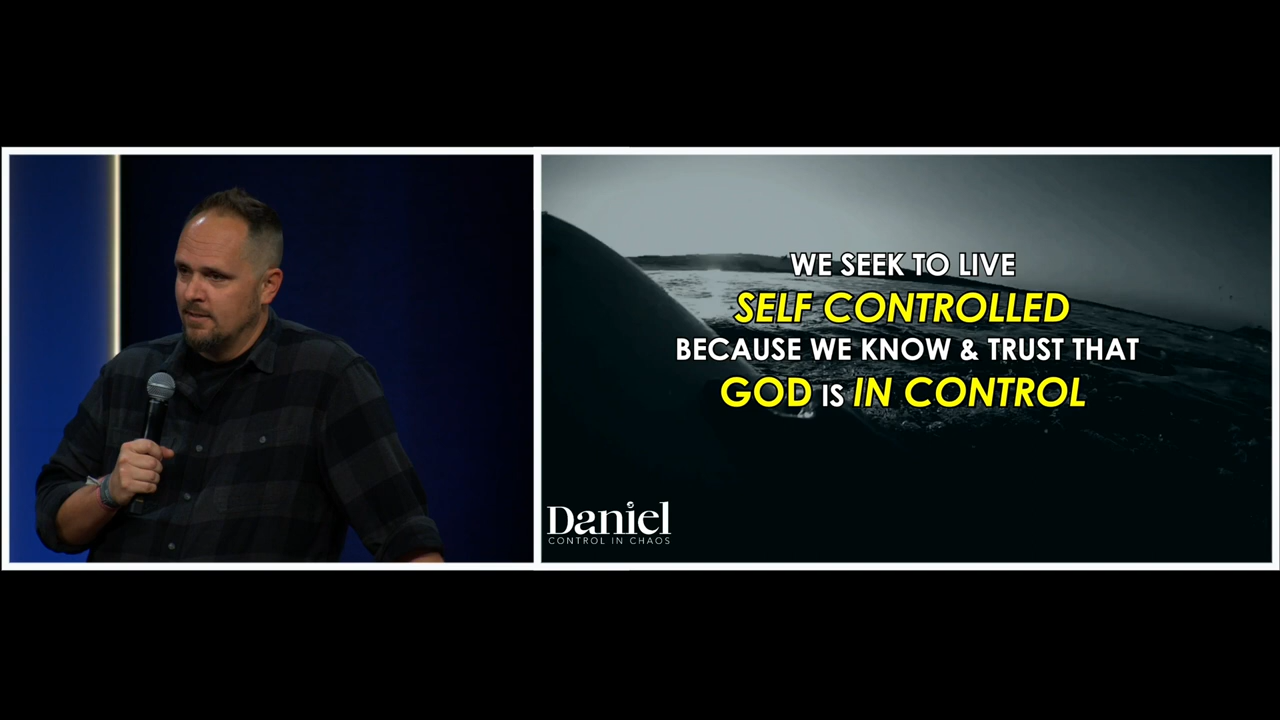 WE SEEK TO LIVE
SELF CONTROLLED
BECAUSE WE KNOW & TRUST THAT
GOD IS IN CONTROL
Daniel
CONTROL IN CHAOS